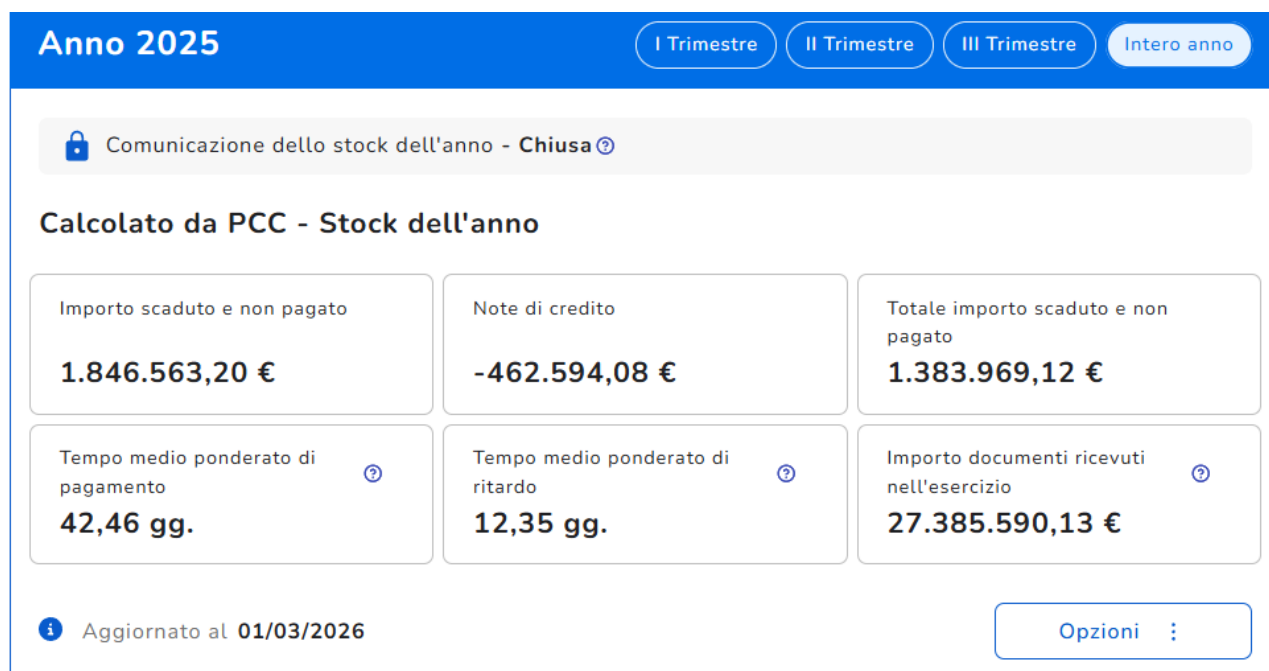 Anno 2025
I Trimestre
II Trimestre
III Trimestre
Intero anno
Comunicazione dello stock dell'anno - Chiusa
Calcolato da PCC - Stock dell'anno
Importo scaduto e non pagato
1.846.563,20 €
Note di credito
-462.594,08 €
Totale importo scaduto e non
pagato
1.383.969,12 €
Tempo medio ponderato di
pagamento
42,46 gg.
Tempo medio ponderato di
ritardo
12,35 gg.
Importo documenti ricevuti
nell'esercizio
27.385.590,13 €
Aggiornato al 01/03/2026
Opzioni